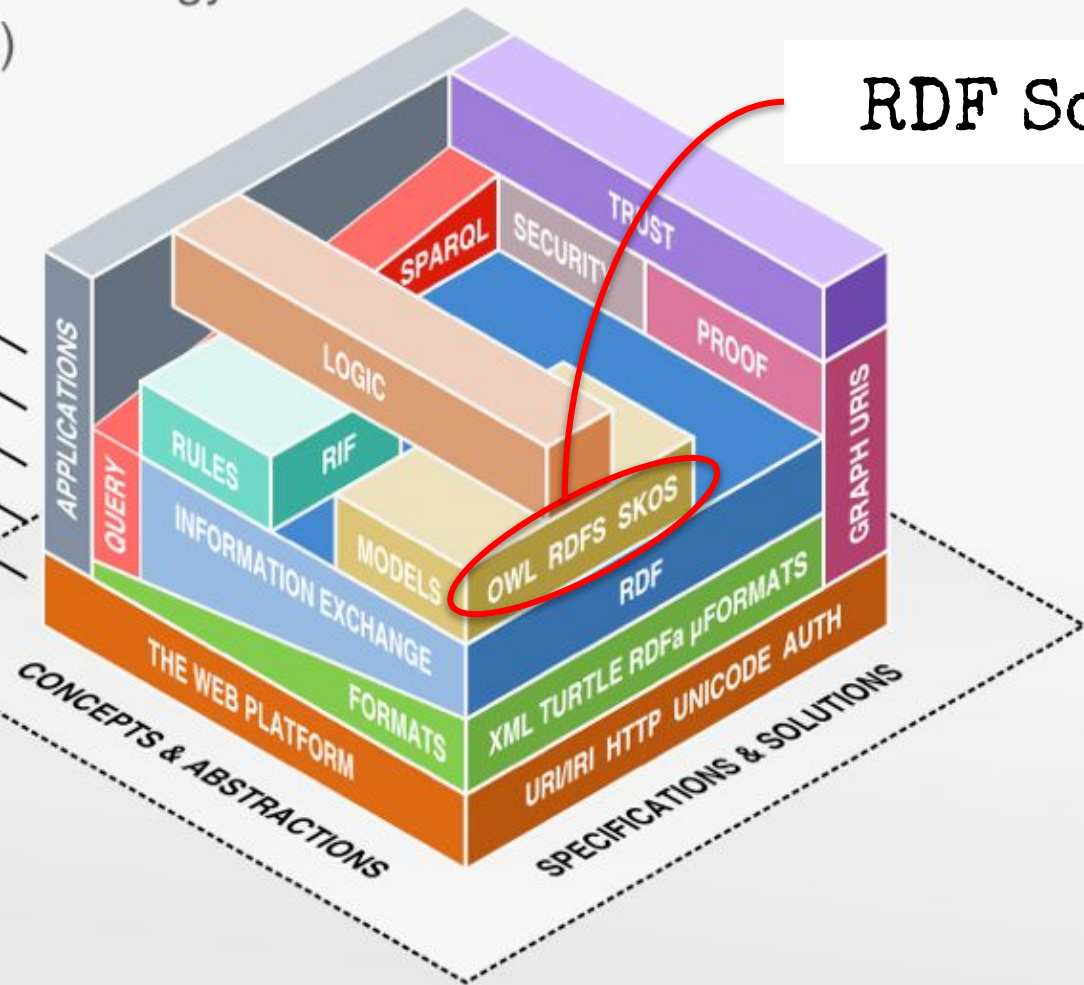 )
RDF
TRUST
SPARQL
SECURITY
PROOF
LOGIC
APPLICATIONS
GRAPH URIS
RULES
RIF
QUERY
INFORMATION EXCHANGE
MODELS
OWL RDFS SKOS
RDF
THE WEB PLATFORM
FORMATS
XML TURTLE RDFa μFORMATS
URI/IRI HTTP UNICODE AUTH
CONCEPTS & ABSTRACTIONS
SPECIFICATIONS & SOLUTIONS